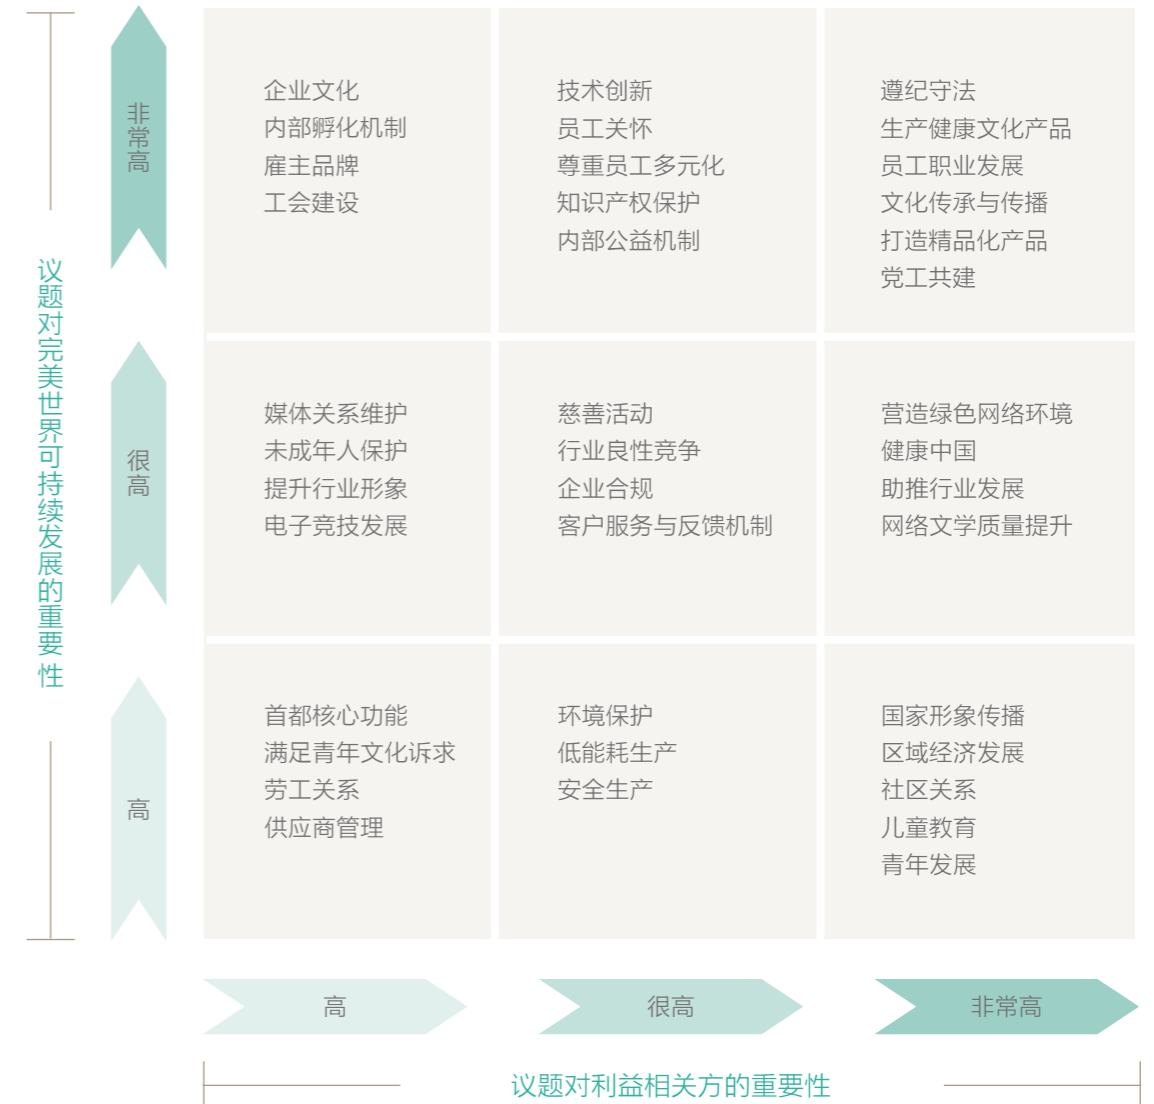 议题对完美世界可持续发展的重要性
非常高
企业文化
内部孵化机制
雇主品牌
工会建设
技术创新
员工关怀
尊重员工多元化
知识产权保护
内部公益机制
遵纪守法
生产健康文化产品
员工职业发展
文化传承与传播
打造精品化产品
党工共建
很高
媒体关系维护
未成年人保护
提升行业形象
电子竞技发展
慈善活动
行业良性竞争
企业合规
客户服务与反馈机制
营造绿色网络环境
健康中国
助推行业发展
网络文学质量提升
高
首都核心功能
满足青年文化诉求
劳工关系
供应商管理
环境保护
低能耗生产
安全生产
国家形象传播
区域经济发展
社区关系
儿童教育
青年发展
高
很高
非常高
议题对利益相关方的重要性